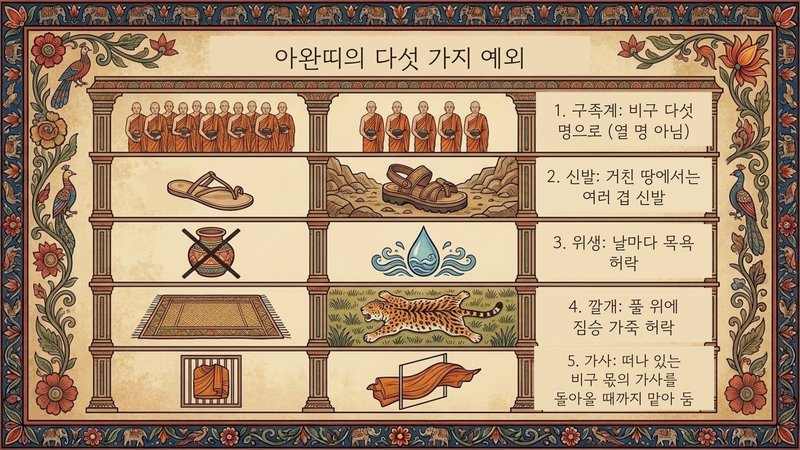 아완띠의 다섯 가지 예외
1. 구족계: 비구 다섯
명으로 (열 명 아님)
2. 신발: 거친 땅에서는
여러 겹 신발
3. 위생: 날마다 목욕
허락
4. 깔개: 풀 위에
짐승 가죽 허락
5. 가사: 떠나 있는
비구 몫의 가사를
돌아올 때까지 맡아 둠